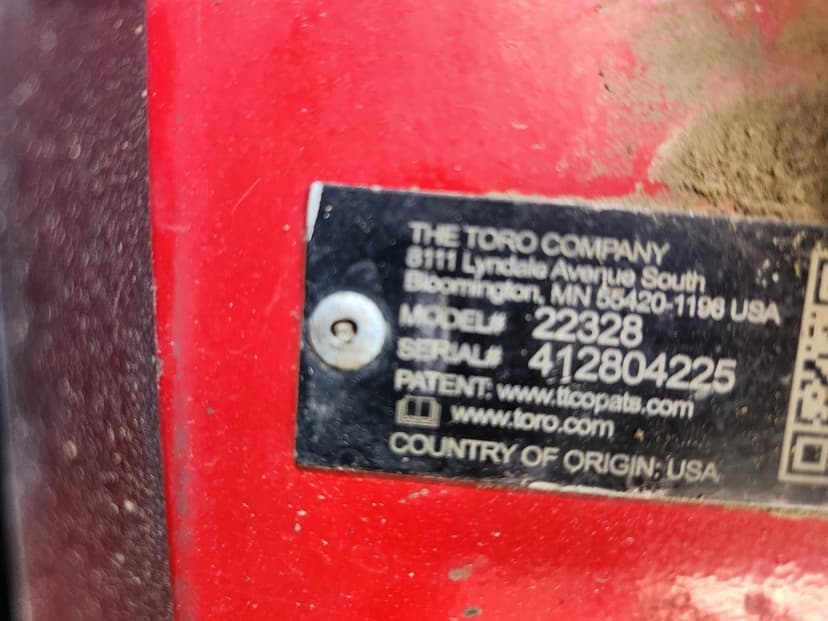 THE TORO COMPANY
8111 Lyndale Avenue South
Bloomington, MN 55420-1196 USA
MODEL# 22328
SERIAL# 412804225
PATENT: www.ttcopats.com
www.toro.com
COUNTRY OF ORIGIN: USA